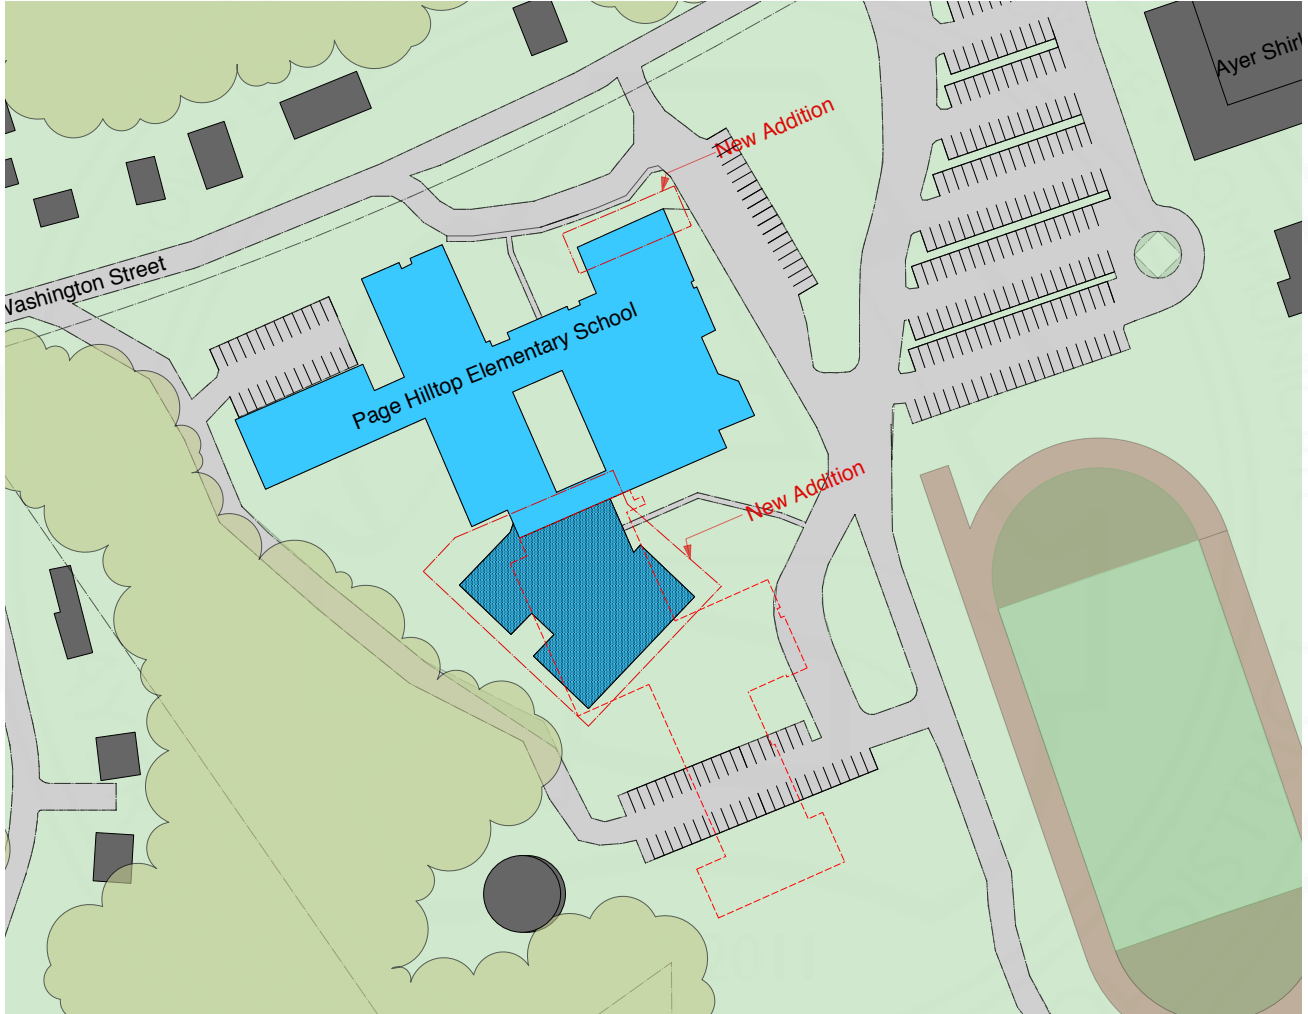 Ayer Shirl
New Addition
Washington Street
Page Hilltop Elementary School
New Addition